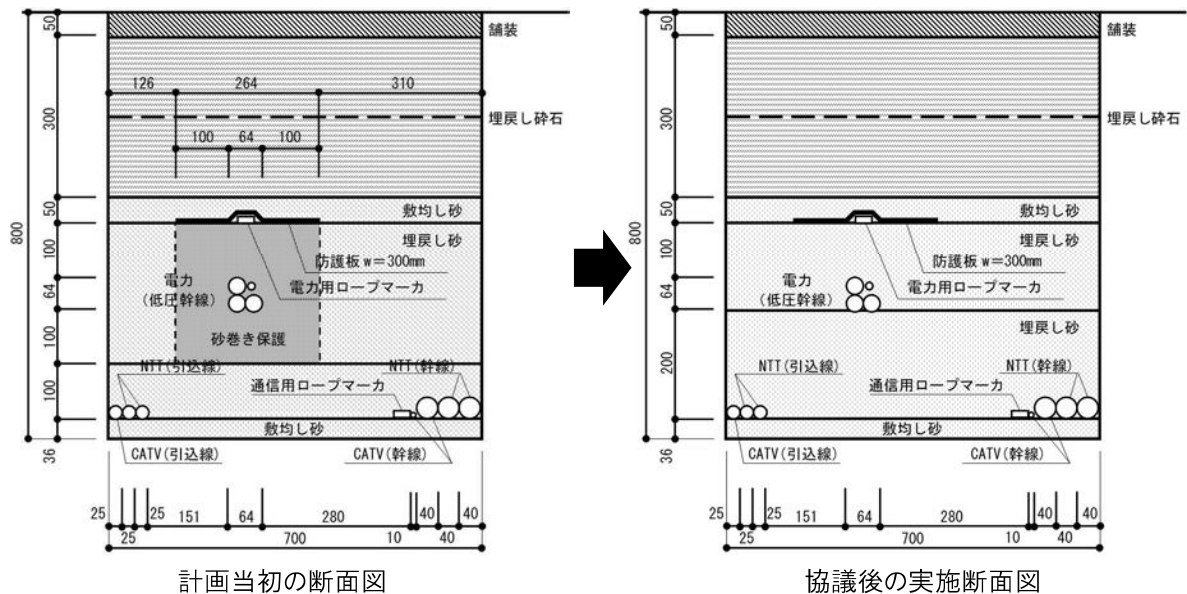 50
舗装
126
264
310
300
埋戻し砕石
100
64
100
50
敷均し砂
800
100
埋戻し砂
防護板w=300mm
電力
(低圧幹線)
電力用ロープマーカ
64
砂巻き保護
100
NTT(引込線)
NTT(幹線)
通信用ロープマーカ
100
敷均し砂
36
CATV(引込線)
CATV(幹線)
25
25
25
151
64
280
10
40
40
40
700
計画当初の断面図
50
舗装
300
埋戻し砕石
50
敷均し砂
800
100
埋戻し砂
防護板w=300mm
電力
(低圧幹線)
電力用ロープマーカ
64
埋戻し砂
200
NTT(引込線)
NTT(幹線)
通信用ロープマーカ
敷均し砂
36
CATV(引込線)
CATV(幹線)
25
25
25
151
64
280
10
40
40
40
700
協議後の実施断面図